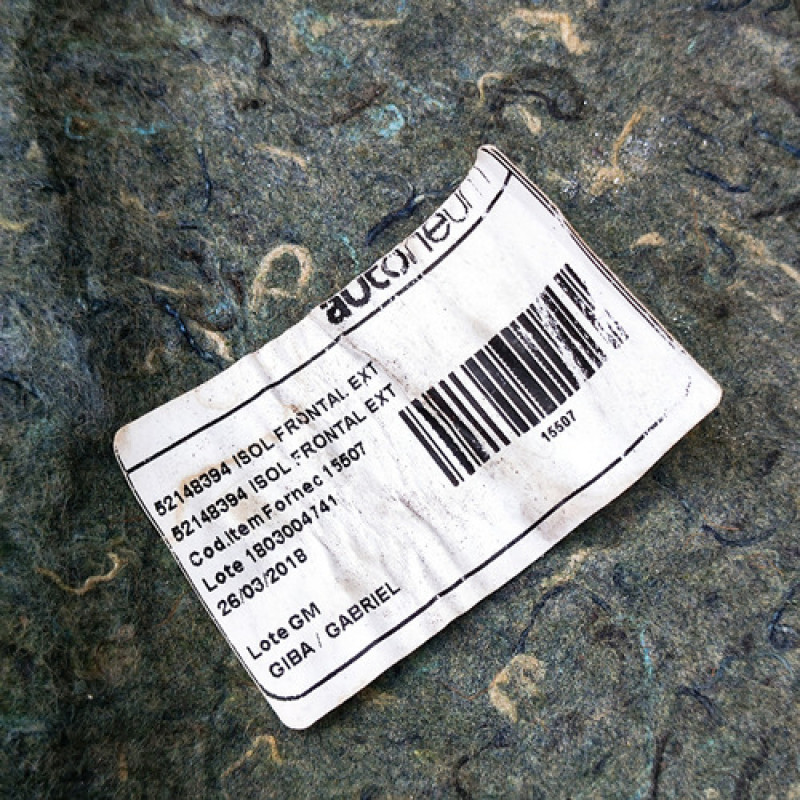 autoneum
52148394 ISOL FRONTAL EXT
52148394 ISOL FRONTAL EXT
Cod.Item Fornec 15507
Lote 1803004741
26/03/2018
15507
Lote GM
GIBA / GABRIEL